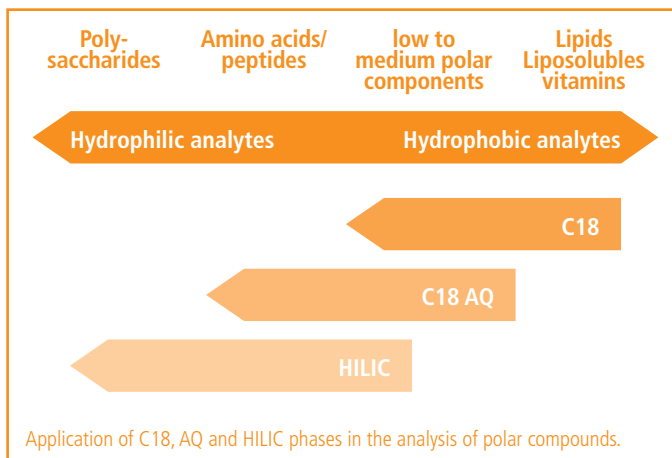 Poly-
saccharides
Amino acids/
peptides
low to
medium polar
components
Lipids
Liposolubles
vitamins
Hydrophilic analytes
Hydrophobic analytes
C18
C18 AQ
HILIC
Application of C18, AQ and HILIC phases in the analysis of polar compounds.